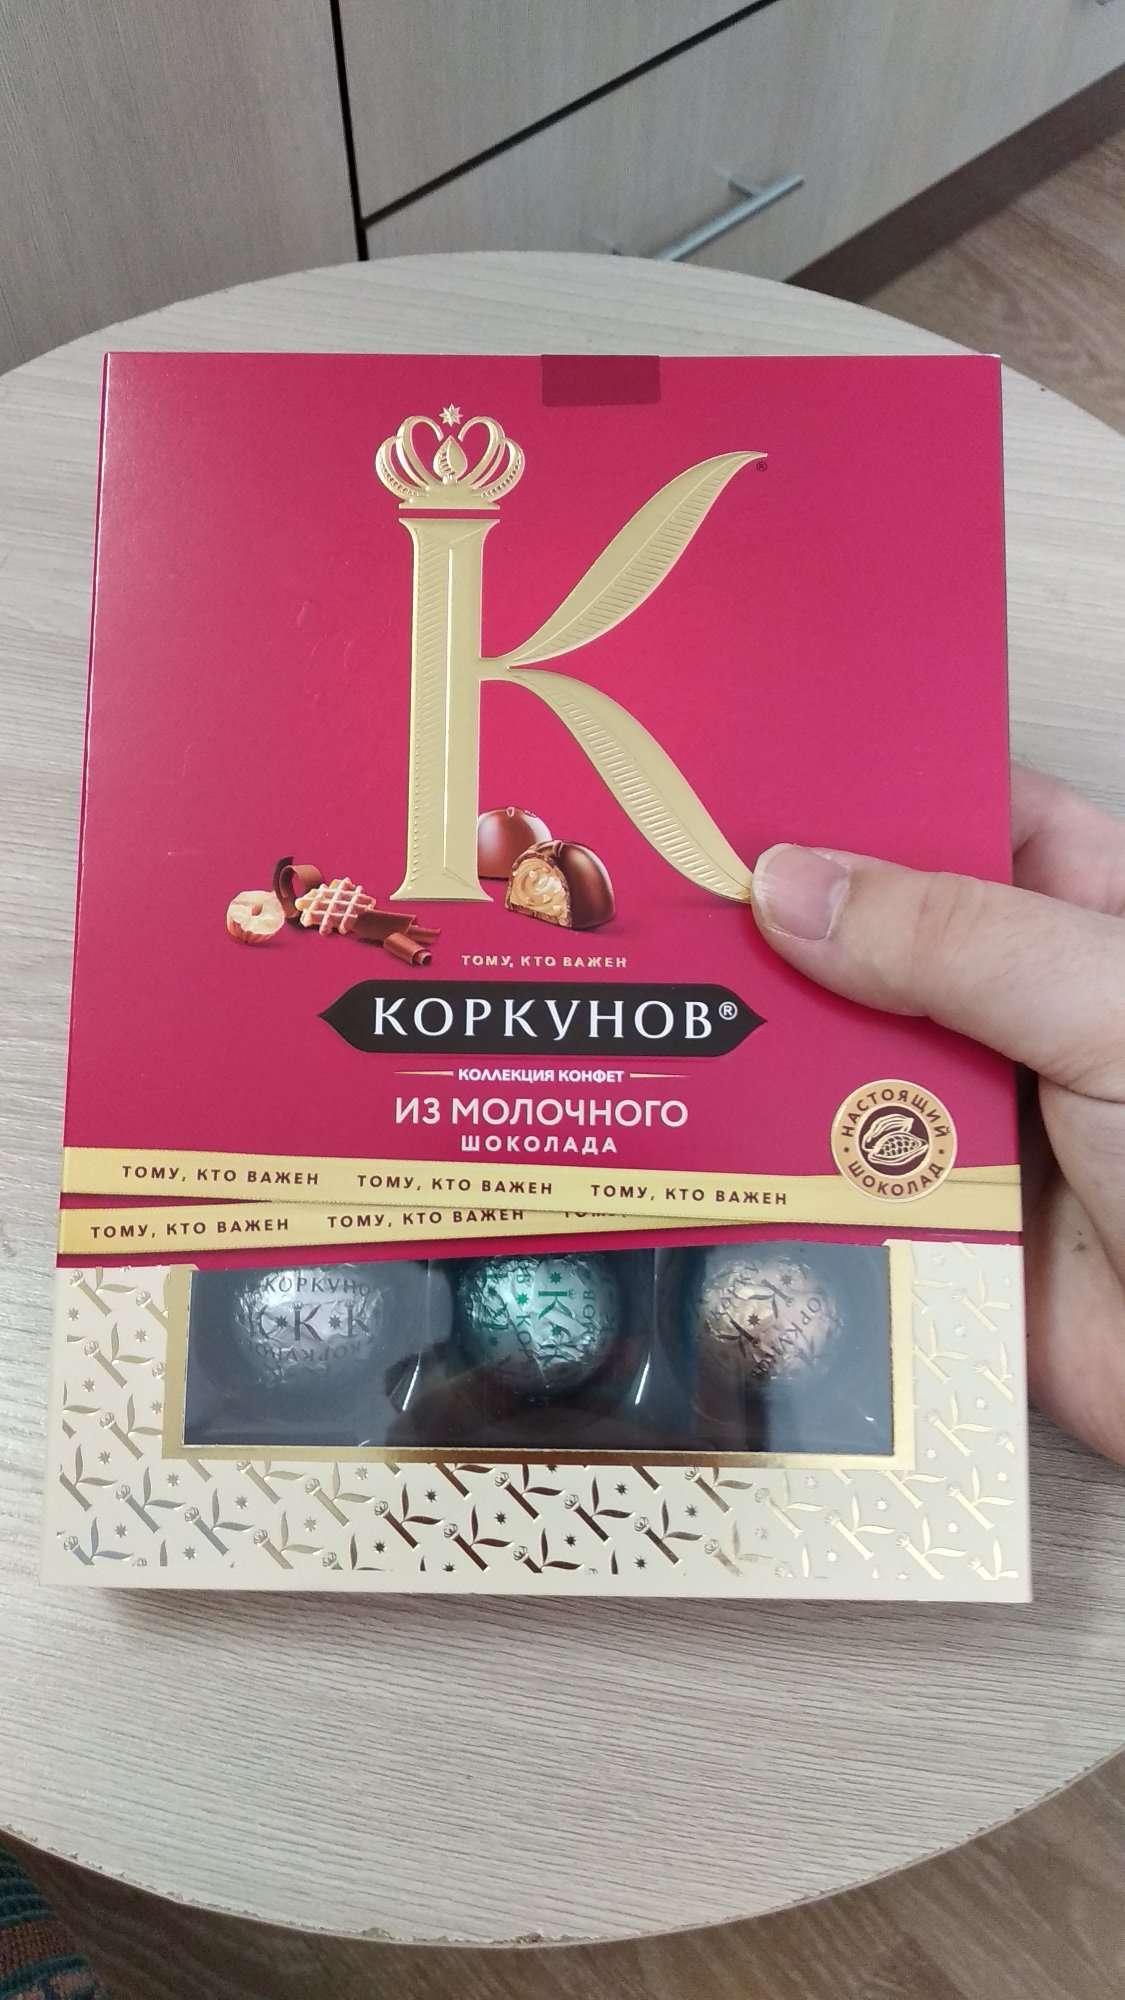 K®
ТОМУ, КТО ВАЖЕН
КОРКУНОВ®
КОЛЛЕКЦИЯ КОНФЕТ
ИЗ МОЛОЧНОГО
ШОКОЛАДА
НАСТОЯЩИЙ ШОКОЛАД
ТОМУ, КТО ВАЖЕН ТОМУ, КТО ВАЖЕН ТОМУ, КТО ВАЖЕН
ТОМУ, КТО ВАЖЕН ТОМУ, КТО ВАЖЕН
КОРКУНО
K K
K
K КОРКУНОВ